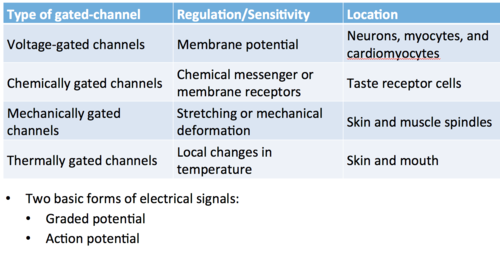 Type of gated-channel Regulation/Sensitivity Location
Voltage-gated channels Membrane potential Neurons, myocytes, and
cardiomyocytes
Chemically gated channels Chemical messenger or
membrane receptors Taste receptor cells
Mechanically gated
channels Stretching or mechanical
deformation Skin and muscle spindles
Thermally gated channels Local changes in
temperature Skin and mouth
• Two basic forms of electrical signals:
• Graded potential
• Action potential